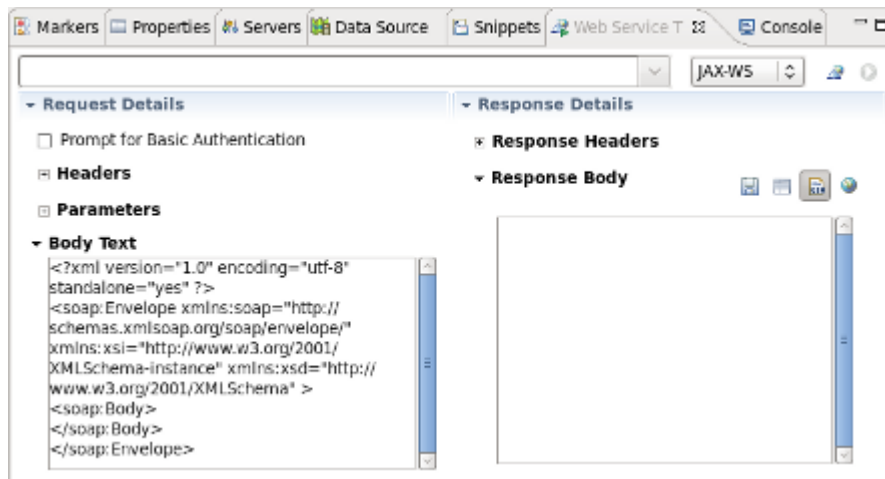 Markers Properties Servers Data Source Snippets Web Service T Console
JAX-WS
Request Details
Prompt for Basic Authentication
Headers
Parameters
Body Text
<?xml version="1.0" encoding="utf-8"
standalone="yes" ?>
<soap:Envelope xmlns:soap="http://
schemas.xmlsoap.org/soap/envelope/"
xmlns:xsi="http://www.w3.org/2001/
XMLSchema-instance" xmlns:xsd="http://
www.w3.org/2001/XMLSchema" >
<soap:Body>
</soap:Body>
</soap:Envelope>
Response Details
Response Headers
Response Body